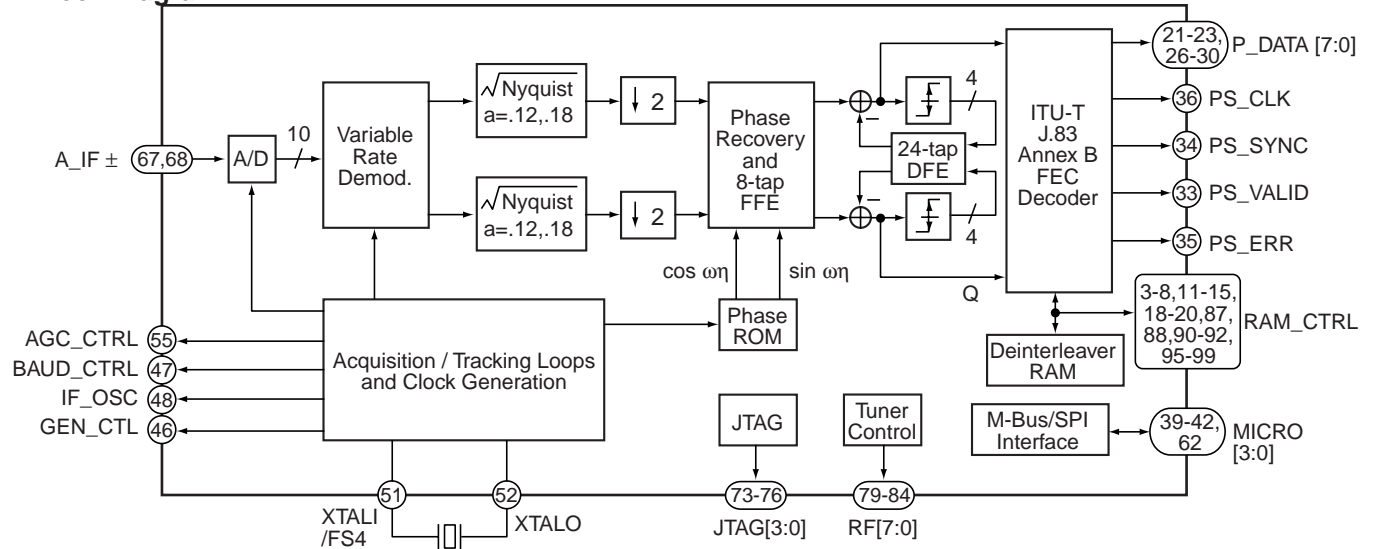 21-23,
26-30
P_DATA [7:0]
36
PS_CLK
34
PS_SYNC
33
PS_VALID
35
PS_ERR
A_IF ±
67,68
A/D
10
Variable
Rate
Demod.
√Nyquist
a=.12,.18
↓ 2
√Nyquist
a=.12,.18
↓ 2
Phase
Recovery
and
8-tap
FFE
4
24-tap
DFE
4
ITU-T
J.83
Annex B
FEC
Decoder
cos ωη
sin ωη
Q
Phase
ROM
3-8,11-15,
18-20,87,
88,90-92,
95-99
RAM_CTRL
Deinterleaver
RAM
AGC_CTRL
55
BAUD_CTRL
47
IF_OSC
48
GEN_CTL
46
Acquisition / Tracking Loops
and Clock Generation
JTAG
Tuner
Control
M-Bus/SPI
Interface
39-42,
62
MICRO
[3:0]
51
52
73-76
79-84
XTALI
/FS4
XTALO
JTAG[3:0]
RF[7:0]